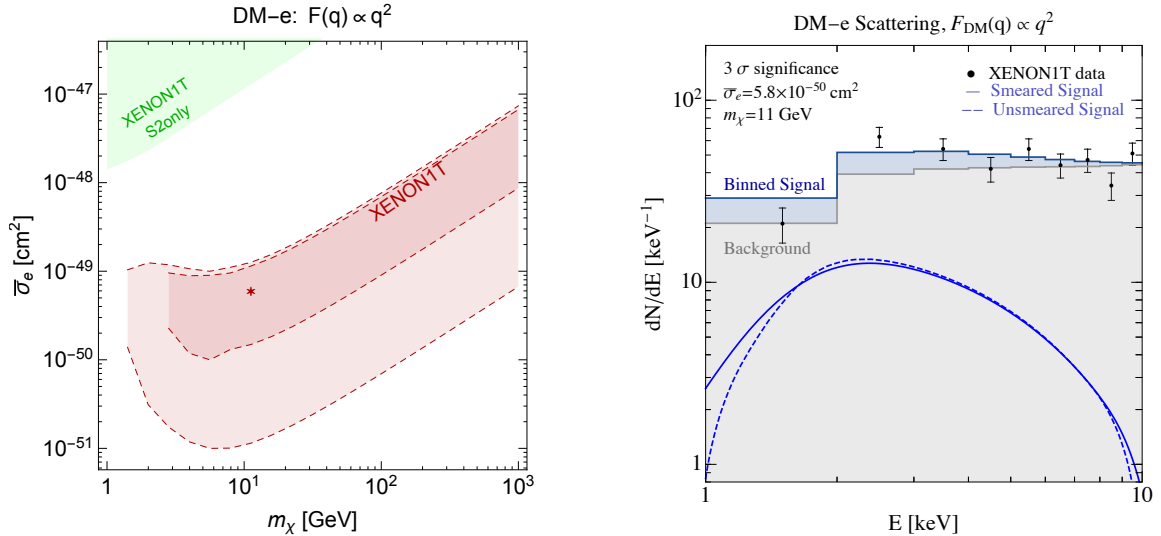 DM−e: F(q) ∝ q²
10⁻⁴⁷
10⁻⁴⁸
10⁻⁴⁹
10⁻⁵⁰
10⁻⁵¹
σ̅ₑ [cm²]
XENON1T
S2only
XENON1T
1
10¹
10²
10³
mχ [GeV]
DM−e Scattering, F_DM(q) ∝ q²
3 σ significance
σ̅ₑ=5.8×10⁻⁵⁰ cm²
mχ=11 GeV
XENON1T data
Smeared Signal
Unsmeared Signal
Binned Signal
Background
10²
10
1
dN/dE [keV⁻¹]
1
10
E [keV]